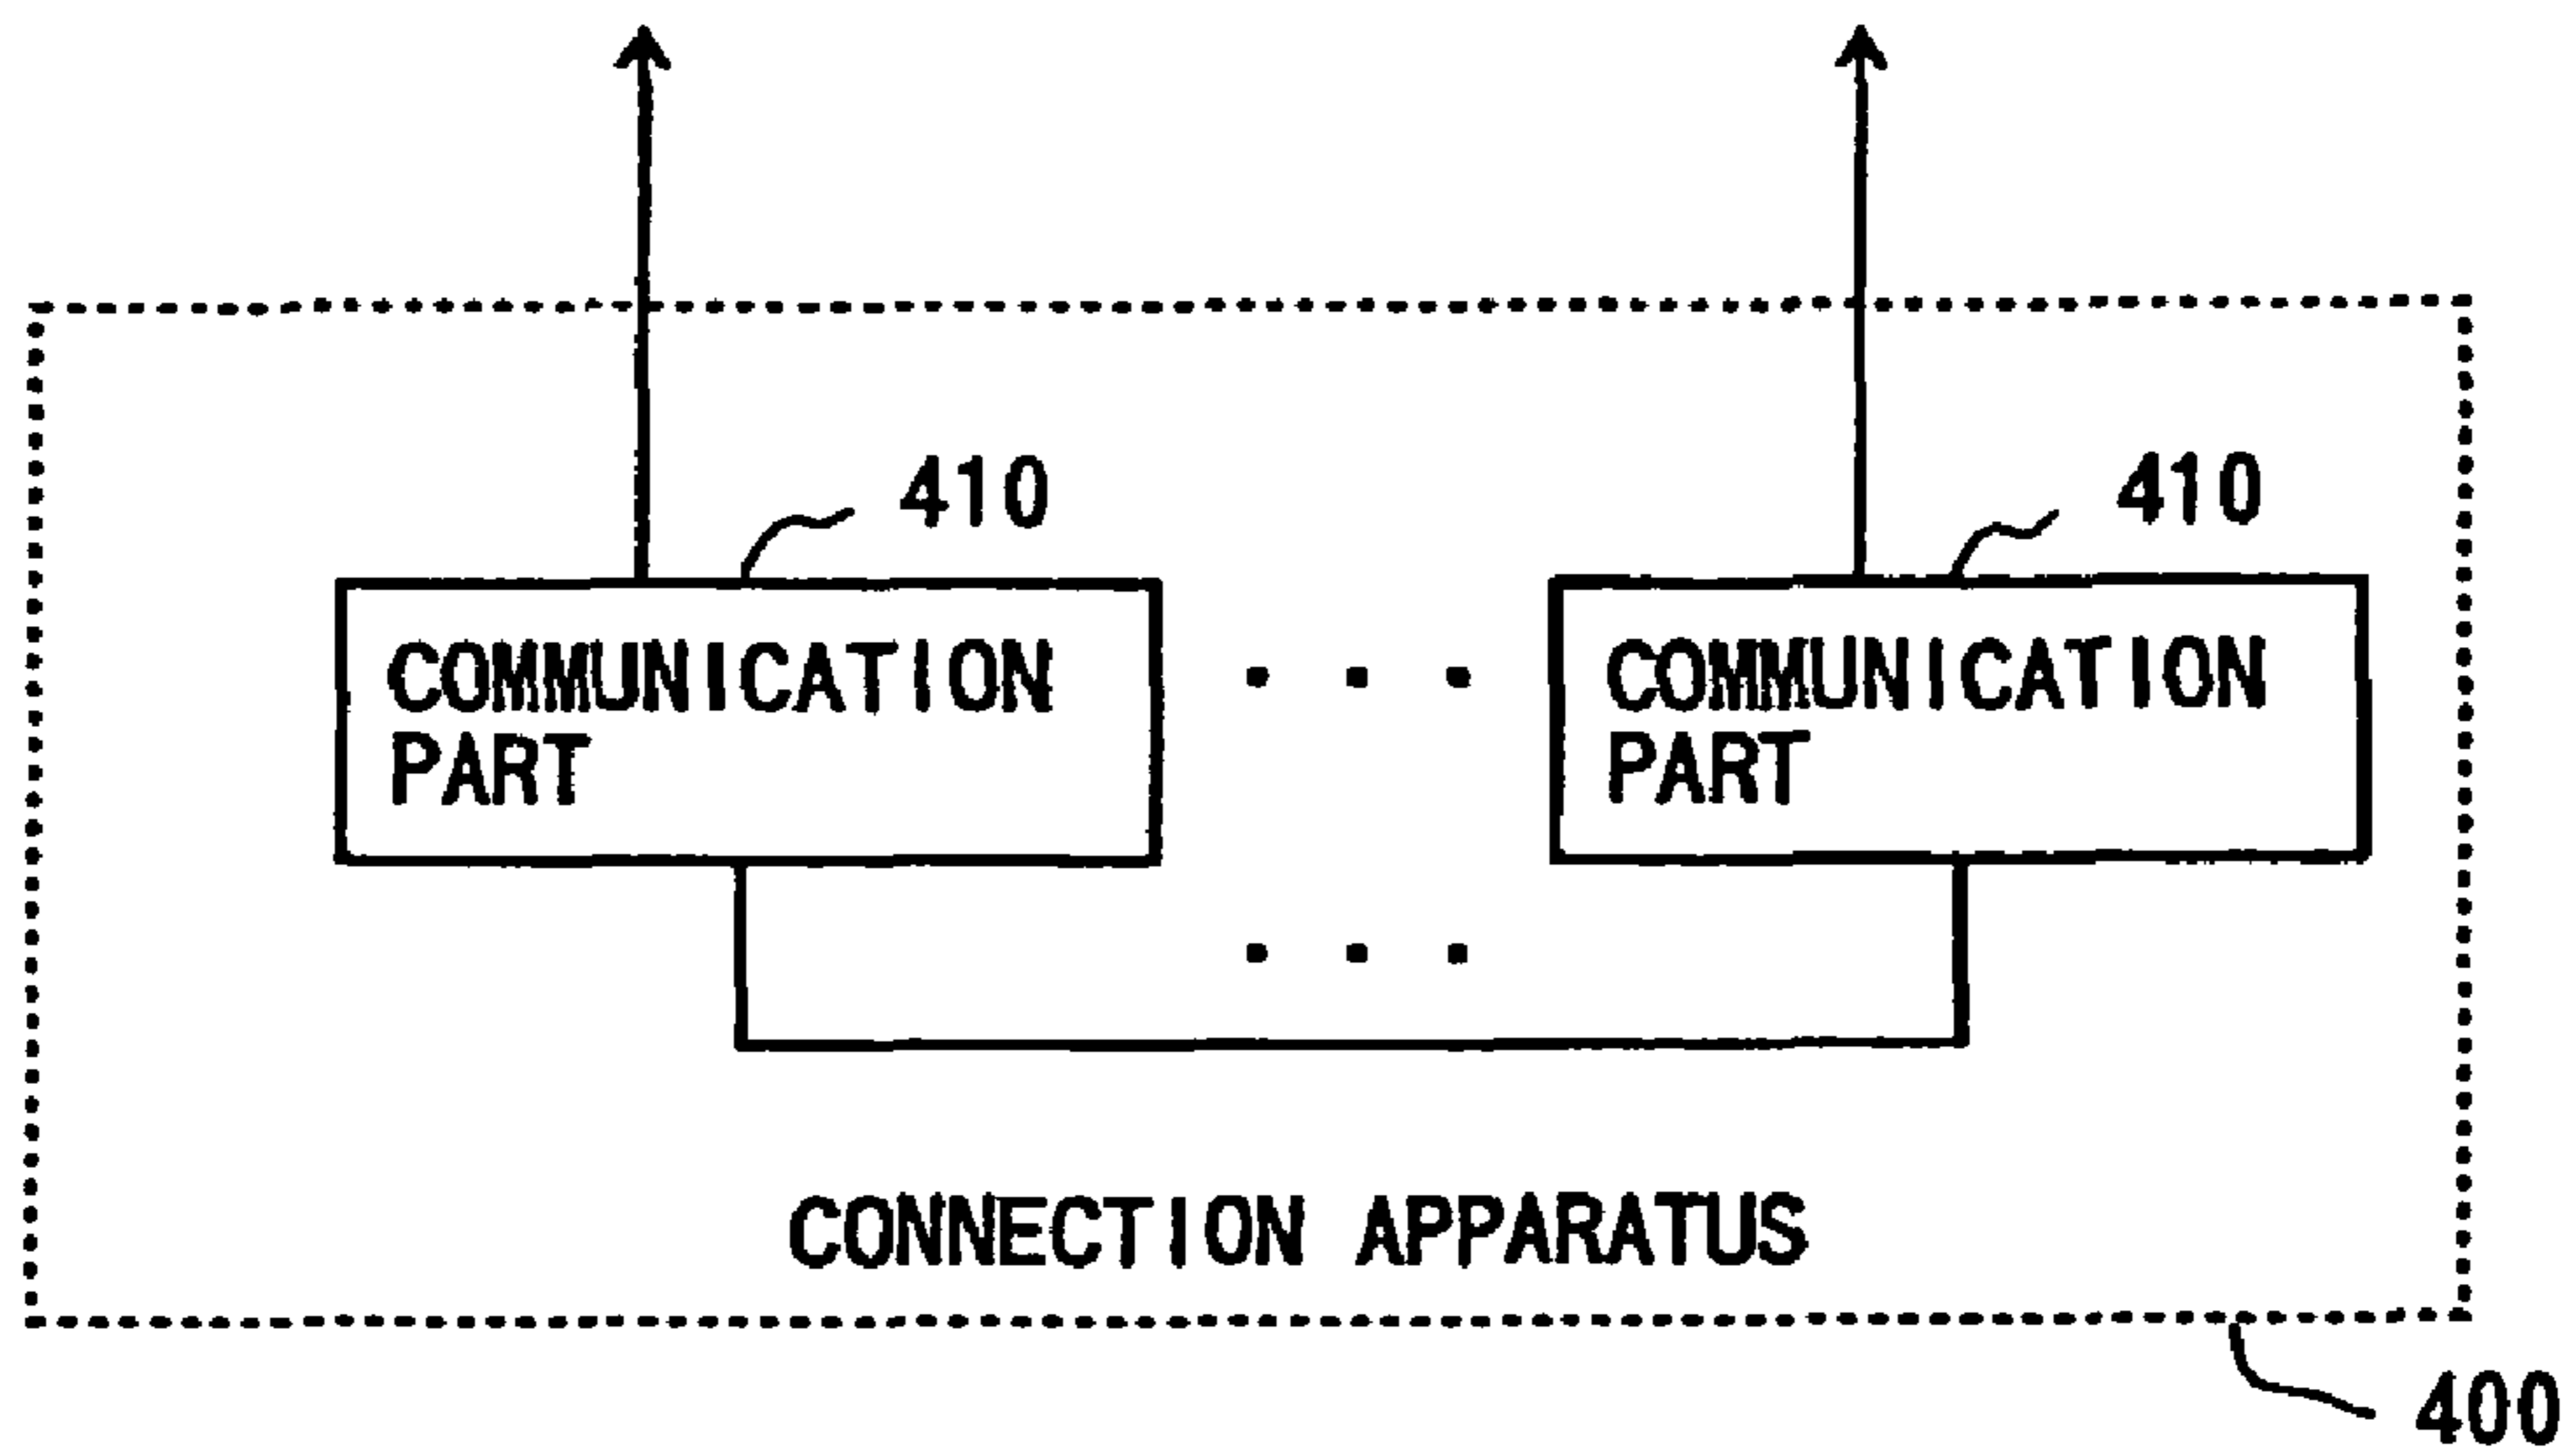 410
410
COMMUNICATION
PART
. . .
COMMUNICATION
PART
. . .
CONNECTION APPARATUS
400